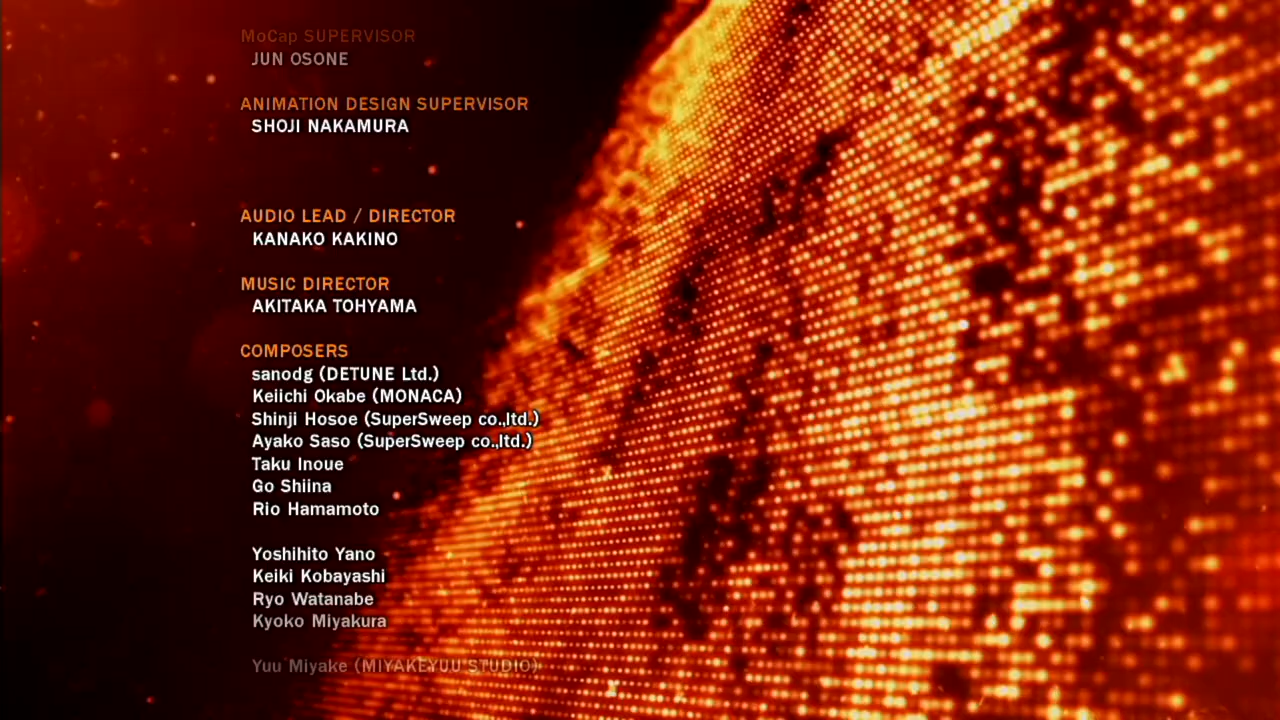 MoCap SUPERVISOR
JUN OSONE
ANIMATION DESIGN SUPERVISOR
SHOJI NAKAMURA
AUDIO LEAD / DIRECTOR
KANAKO KAKINO
MUSIC DIRECTOR
AKITAKA TOHYAMA
COMPOSERS
sanodg (DETUNE Ltd.)
Keiichi Okabe (MONACA)
Shinji Hosoe (SuperSweep co.,ltd.)
Ayako Saso (SuperSweep co.,ltd.)
Taku Inoue
Go Shiina
Rio Hamamoto
Yoshihito Yano
Keiki Kobayashi
Ryo Watanabe
Kyoko Miyakura
Yuu Miyake (MIYAKEYUU STUDIO)